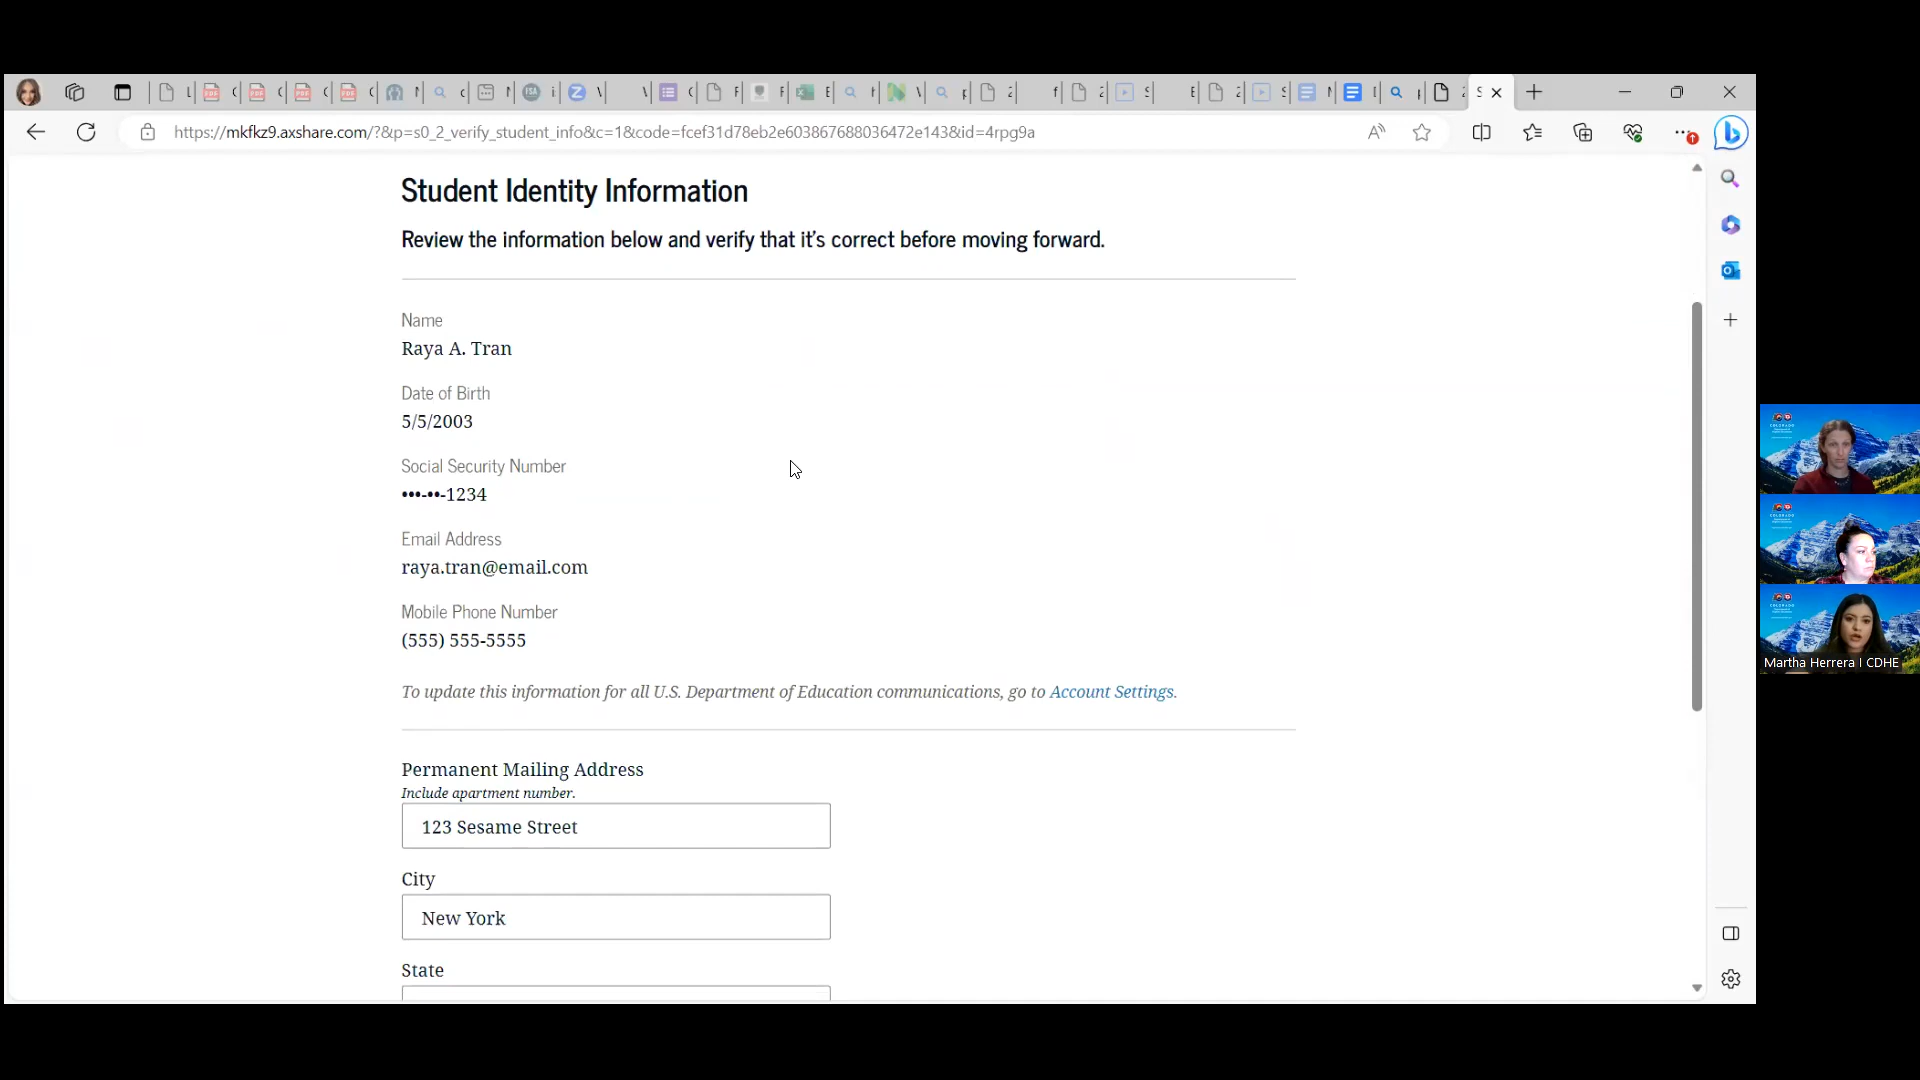 https://mkfkz9.axshare.com/?&p=s0_2_verify_student_info&c=1&code=fcef31d78eb2e603867688036472e143&id=4rpg9a
Student Identity Information
Review the information below and verify that it's correct before moving forward.
Name
Raya A. Tran
Date of Birth
5/5/2003
Social Security Number
•••-••-1234
Email Address
raya.tran@email.com
Mobile Phone Number
(555) 555-5555
To update this information for all U.S. Department of Education communications, go to Account Settings.
Permanent Mailing Address
Include apartment number.
123 Sesame Street
City
New York
State
COLORADO
COLORADO
COLORADO
Martha Herrera I CDHE